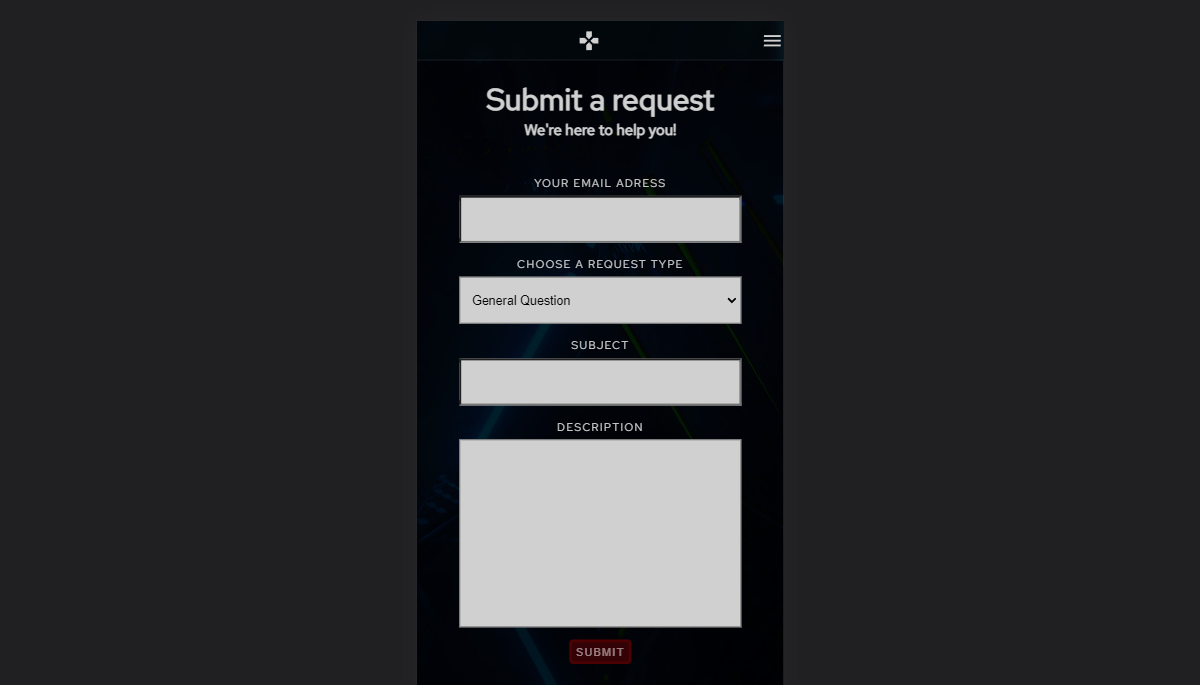 Submit a request
We're here to help you!
YOUR EMAIL ADRESS
CHOOSE A REQUEST TYPE
General Question
SUBJECT
DESCRIPTION
SUBMIT